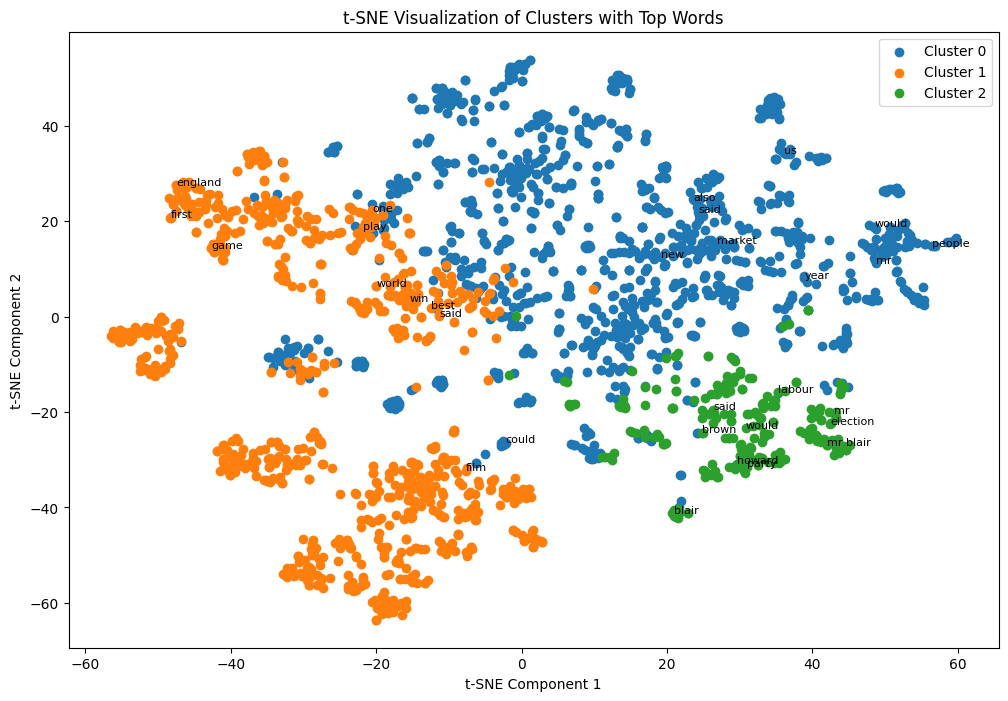 t-SNE Visualization of Clusters with Top Words
Cluster 0
Cluster 1
Cluster 2
t-SNE Component 2
40
20
0
−20
−40
−60
us
england
also
said
first
one
play
would
people
market
game
new
mr
year
world
win
best
said
labour
said
mr
election
would
brown
could
mr blair
howard
party
film
blair
−60
−40
−20
0
20
40
60
t-SNE Component 1